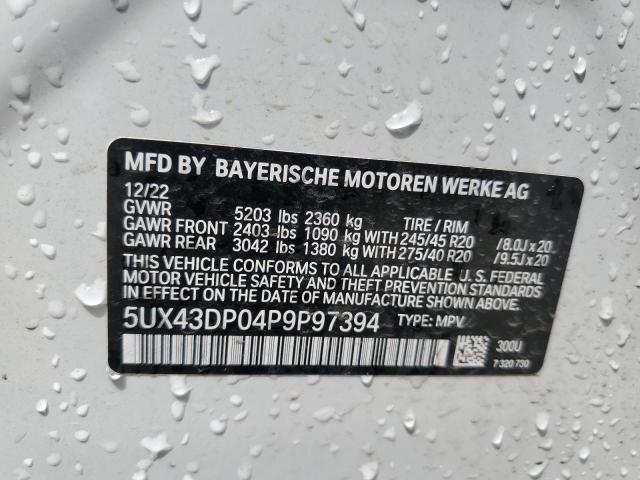 MFD BY BAYERISCHE MOTOREN WERKE AG
12/22
GVWR 5203 lbs 2360 kg TIRE / RIM
GAWR FRONT 2403 lbs 1090 kg WITH 245/45 R20 /8.0J x 20
GAWR REAR 3042 lbs 1380 kg WITH 275/40 R20 /9.5J x 20
THIS VEHICLE CONFORMS TO ALL APPLICABLE U. S. FEDERAL
MOTOR VEHICLE SAFETY AND THEFT PREVENTION STANDARDS
IN EFFECT ON THE DATE OF MANUFACTURE SHOWN ABOVE.
5UX43DP04P9P97394 TYPE: MPV
300U
7 320 730